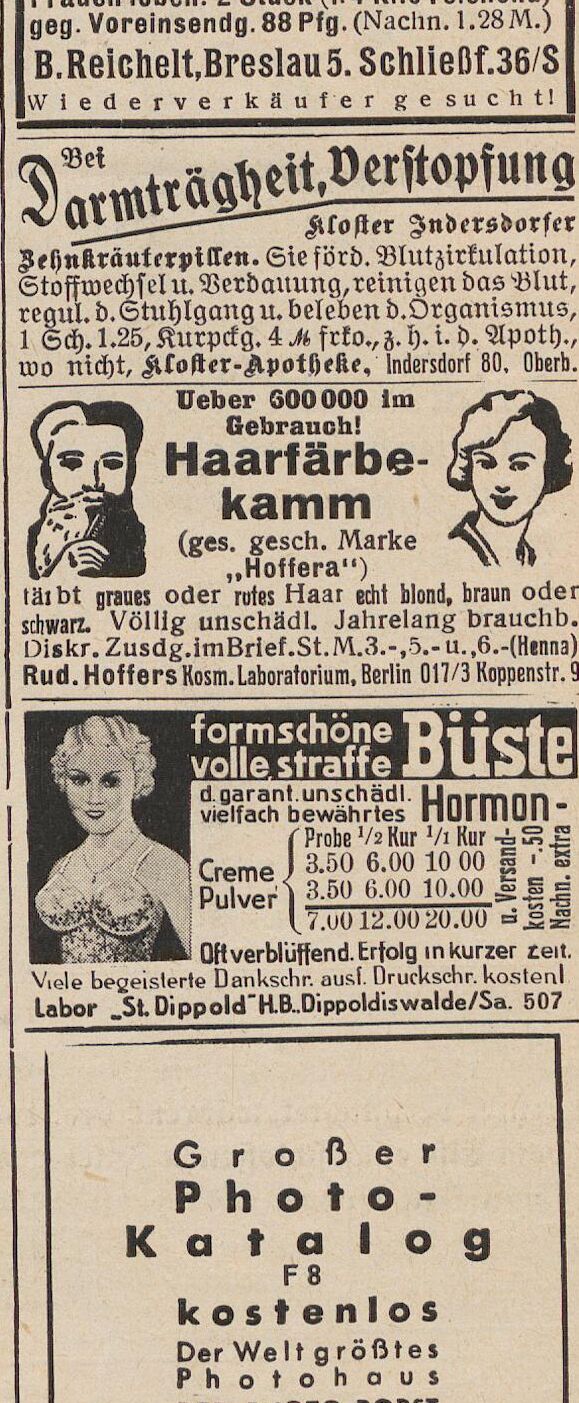 geg. Voreinsendg. 88 Pfg. (Nachn. 1.28 M.)
B. Reichelt, Breslau 5. Schließf. 36/S
Wiederverkäufer gesucht!
Bei
Darmträgheit, Verstopfung
Kloster Indersdorfer
Zehnkräuterpillen. Sie förd. Blutzirkulation,
Stoffwechsel u. Verdauung, reinigen das Blut,
regul. d. Stuhlgang u. beleben d. Organismus,
1 Sch. 1.25, Kurpckg. 4 M frko., z. h. i. d. Apoth.,
wo nicht, Kloster-Apotheke, Indersdorf 80, Oberb.
Ueber 600 000 im
Gebrauch!
Haarfärbe-
kamm
(ges. gesch. Marke
„Hoffera“)
färbt graues oder rotes Haar echt blond, braun oder
schwarz. Völlig unschädl. Jahrelang brauchb.
Diskr. Zusdg. im Brief. St. M. 3.-, 5.- u., 6.- (Henna)
Rud. Hoffers Kosm. Laboratorium, Berlin O17/3 Koppenstr. 9
formschöne
volle, straffe Büste
d. garant. unschädl.
vielfach bewährtes Hormon-
Probe 1/2 Kur 1/1 Kur
Creme 3.50 6.00 10 00
Pulver 3.50 6.00 10.00
7.00 12.00 20.00
u. Versand-
kosten -.50
Nachn. extra
Oft verblüffend. Erfolg in kurzer Zeit.
Viele begeisterte Dankschr. ausf. Druckschr. kostenl
Labor „St. Dippold“ H.B.. Dippoldiswalde/Sa. 507
Großer
Photo-
Katalog
F 8
kostenlos
Der Welt größtes
Photohaus